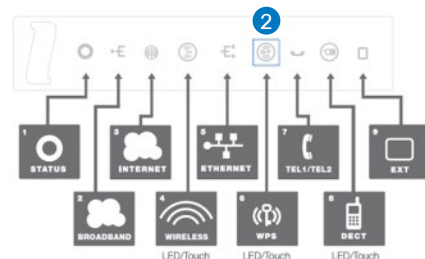 2
1
STATUS
3
INTERNET
5
ETHERNET
7
TEL1/TEL2
9
EXT
2
BROADBAND
4
WIRELESS
6
WPS
8
DECT
LED/Touch
LED/Touch
LED/Touch